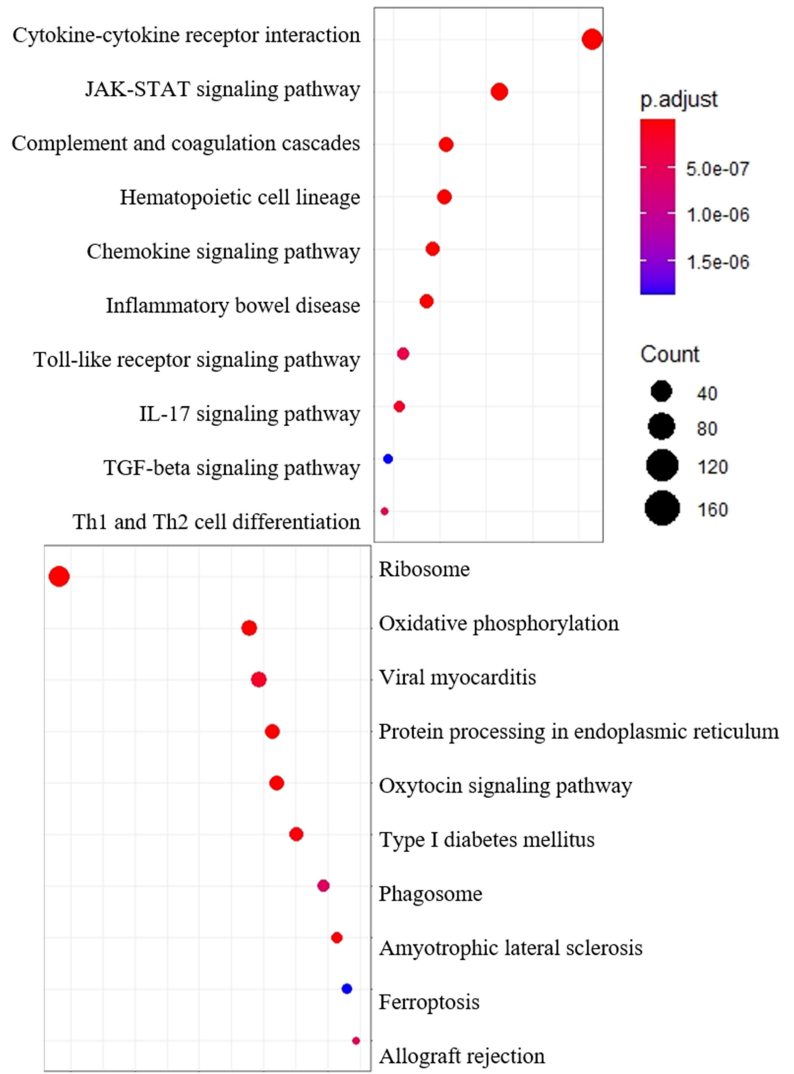 Cytokine-cytokine receptor interaction
JAK-STAT signaling pathway
Complement and coagulation cascades
Hematopoietic cell lineage
Chemokine signaling pathway
Inflammatory bowel disease
Toll-like receptor signaling pathway
IL-17 signaling pathway
TGF-beta signaling pathway
Th1 and Th2 cell differentiation
p.adjust
5.0e-07
1.0e-06
1.5e-06
Count
40
80
120
160
Ribosome
Oxidative phosphorylation
Viral myocarditis
Protein processing in endoplasmic reticulum
Oxytocin signaling pathway
Type I diabetes mellitus
Phagosome
Amyotrophic lateral sclerosis
Ferroptosis
Allograft rejection